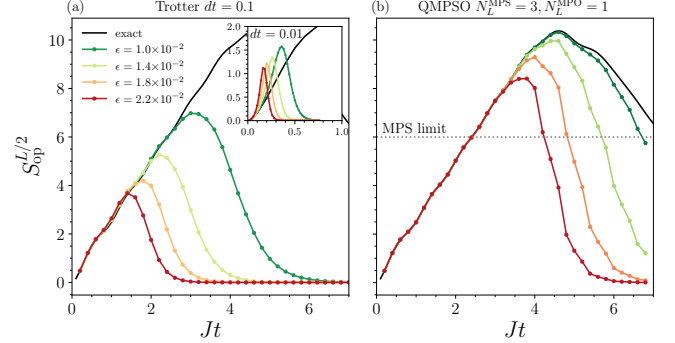 (a) Trotter dt = 0.1
exact
ϵ = 1.0×10⁻²
ϵ = 1.4×10⁻²
ϵ = 1.8×10⁻²
ϵ = 2.2×10⁻²
dt = 0.01
2.0
1.5
1.0
0.5
0.0
0.0 0.5 1.0
10
8
6
4
2
0
S_op^{L/2}
0 2 4 6
Jt
(b) QMPSO N_L^{MPS} = 3, N_L^{MPO} = 1
MPS limit
0 2 4 6
Jt